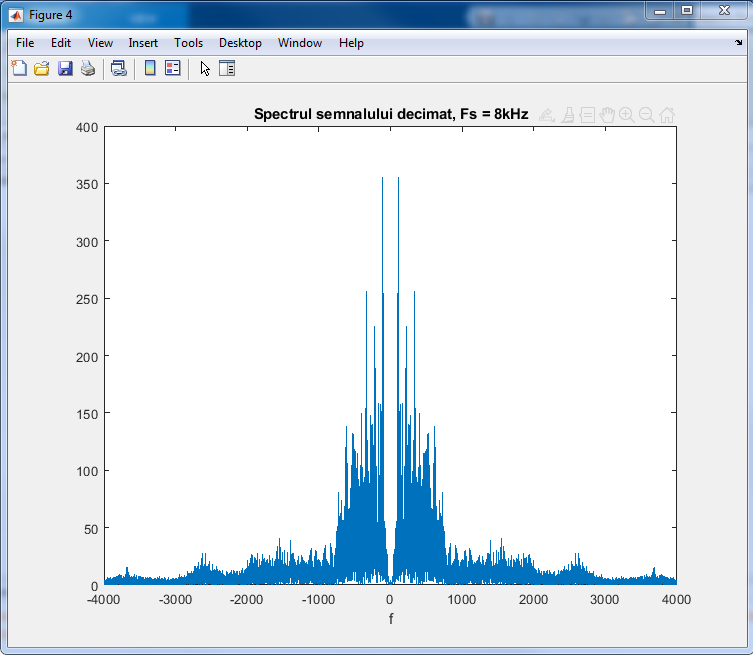 Figure 4
File Edit View Insert Tools Desktop Window Help
Spectrul semnalului decimat, Fs = 8kHz
400
350
300
250
200
150
100
50
0
-4000 -3000 -2000 -1000 0 1000 2000 3000 4000
f